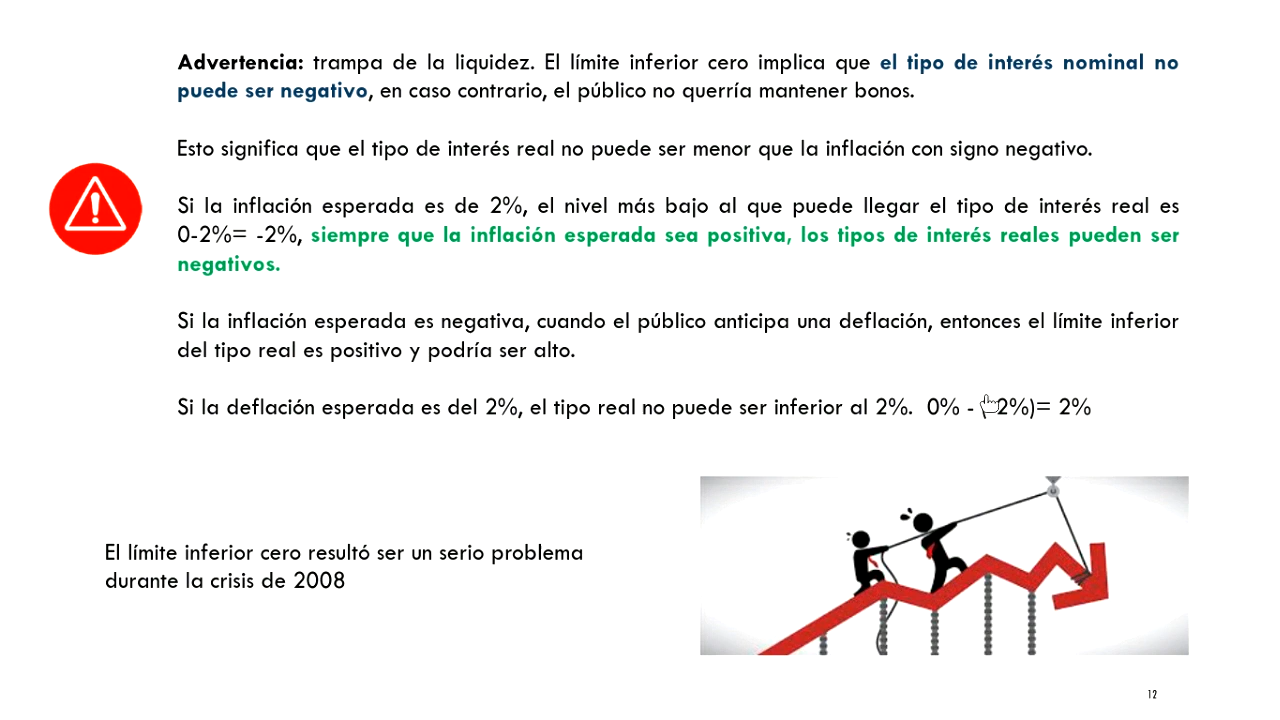 Advertencia: trampa de la liquidez. El límite inferior cero implica que el tipo de interés nominal no
puede ser negativo, en caso contrario, el público no querría mantener bonos.
Esto significa que el tipo de interés real no puede ser menor que la inflación con signo negativo.
Si la inflación esperada es de 2%, el nivel más bajo al que puede llegar el tipo de interés real es
0-2%= -2%, siempre que la inflación esperada sea positiva, los tipos de interés reales pueden ser
negativos.
Si la inflación esperada es negativa, cuando el público anticipa una deflación, entonces el límite inferior
del tipo real es positivo y podría ser alto.
Si la deflación esperada es del 2%, el tipo real no puede ser inferior al 2%. 0% - 2%)= 2%
El límite inferior cero resultó ser un serio problema
durante la crisis de 2008
12